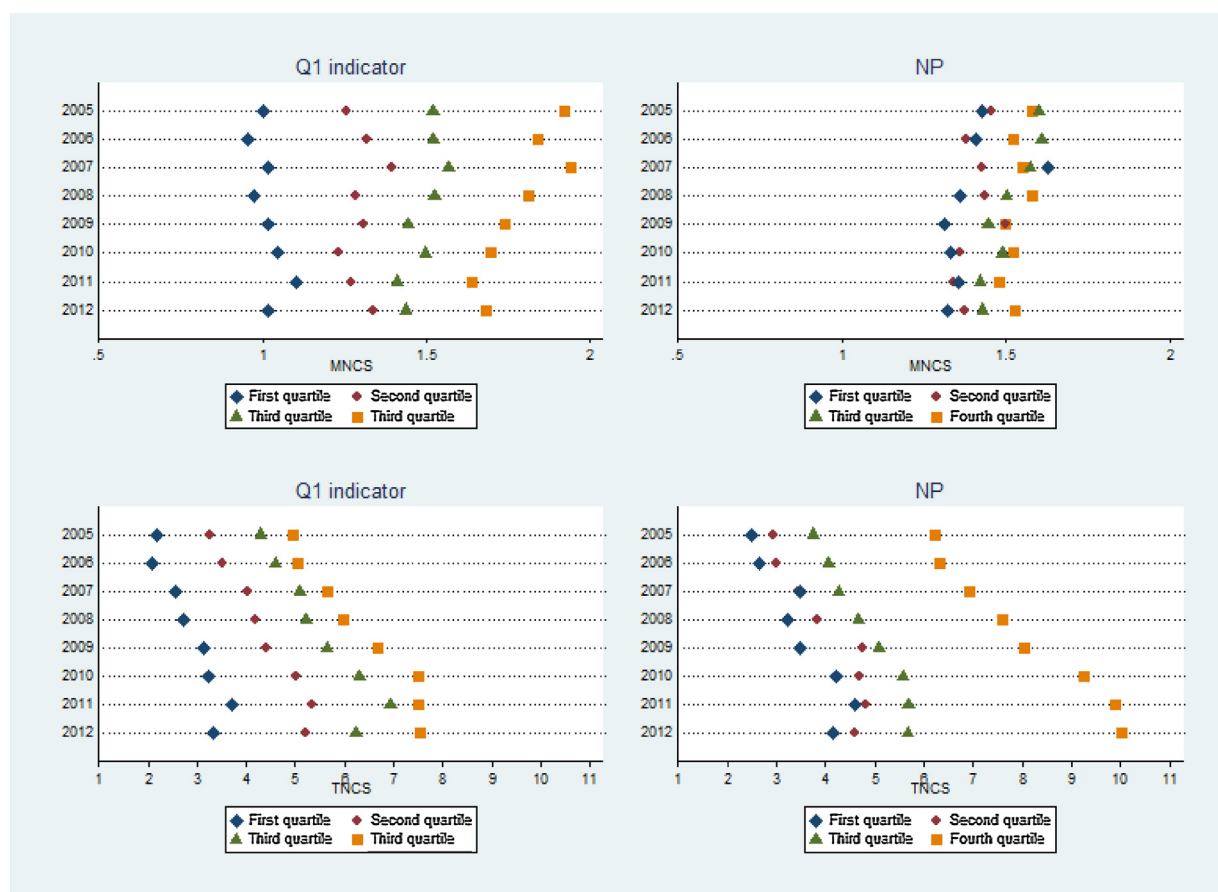 Q1 indicator
2005
2006
2007
2008
2009
2010
2011
2012
.5 1 1.5 2
MNCS
First quartile Second quartile
Third quartile Third quartile
NP
2005
2006
2007
2008
2009
2010
2011
2012
.5 1 1.5 2
MNCS
First quartile Second quartile
Third quartile Fourth quartile
Q1 indicator
2005
2006
2007
2008
2009
2010
2011
2012
1 2 3 4 5 6 7 8 9 10 11
TNCS
First quartile Second quartile
Third quartile Third quartile
NP
2005
2006
2007
2008
2009
2010
2011
2012
1 2 3 4 5 6 7 8 9 10 11
TNCS
First quartile Second quartile
Third quartile Fourth quartile